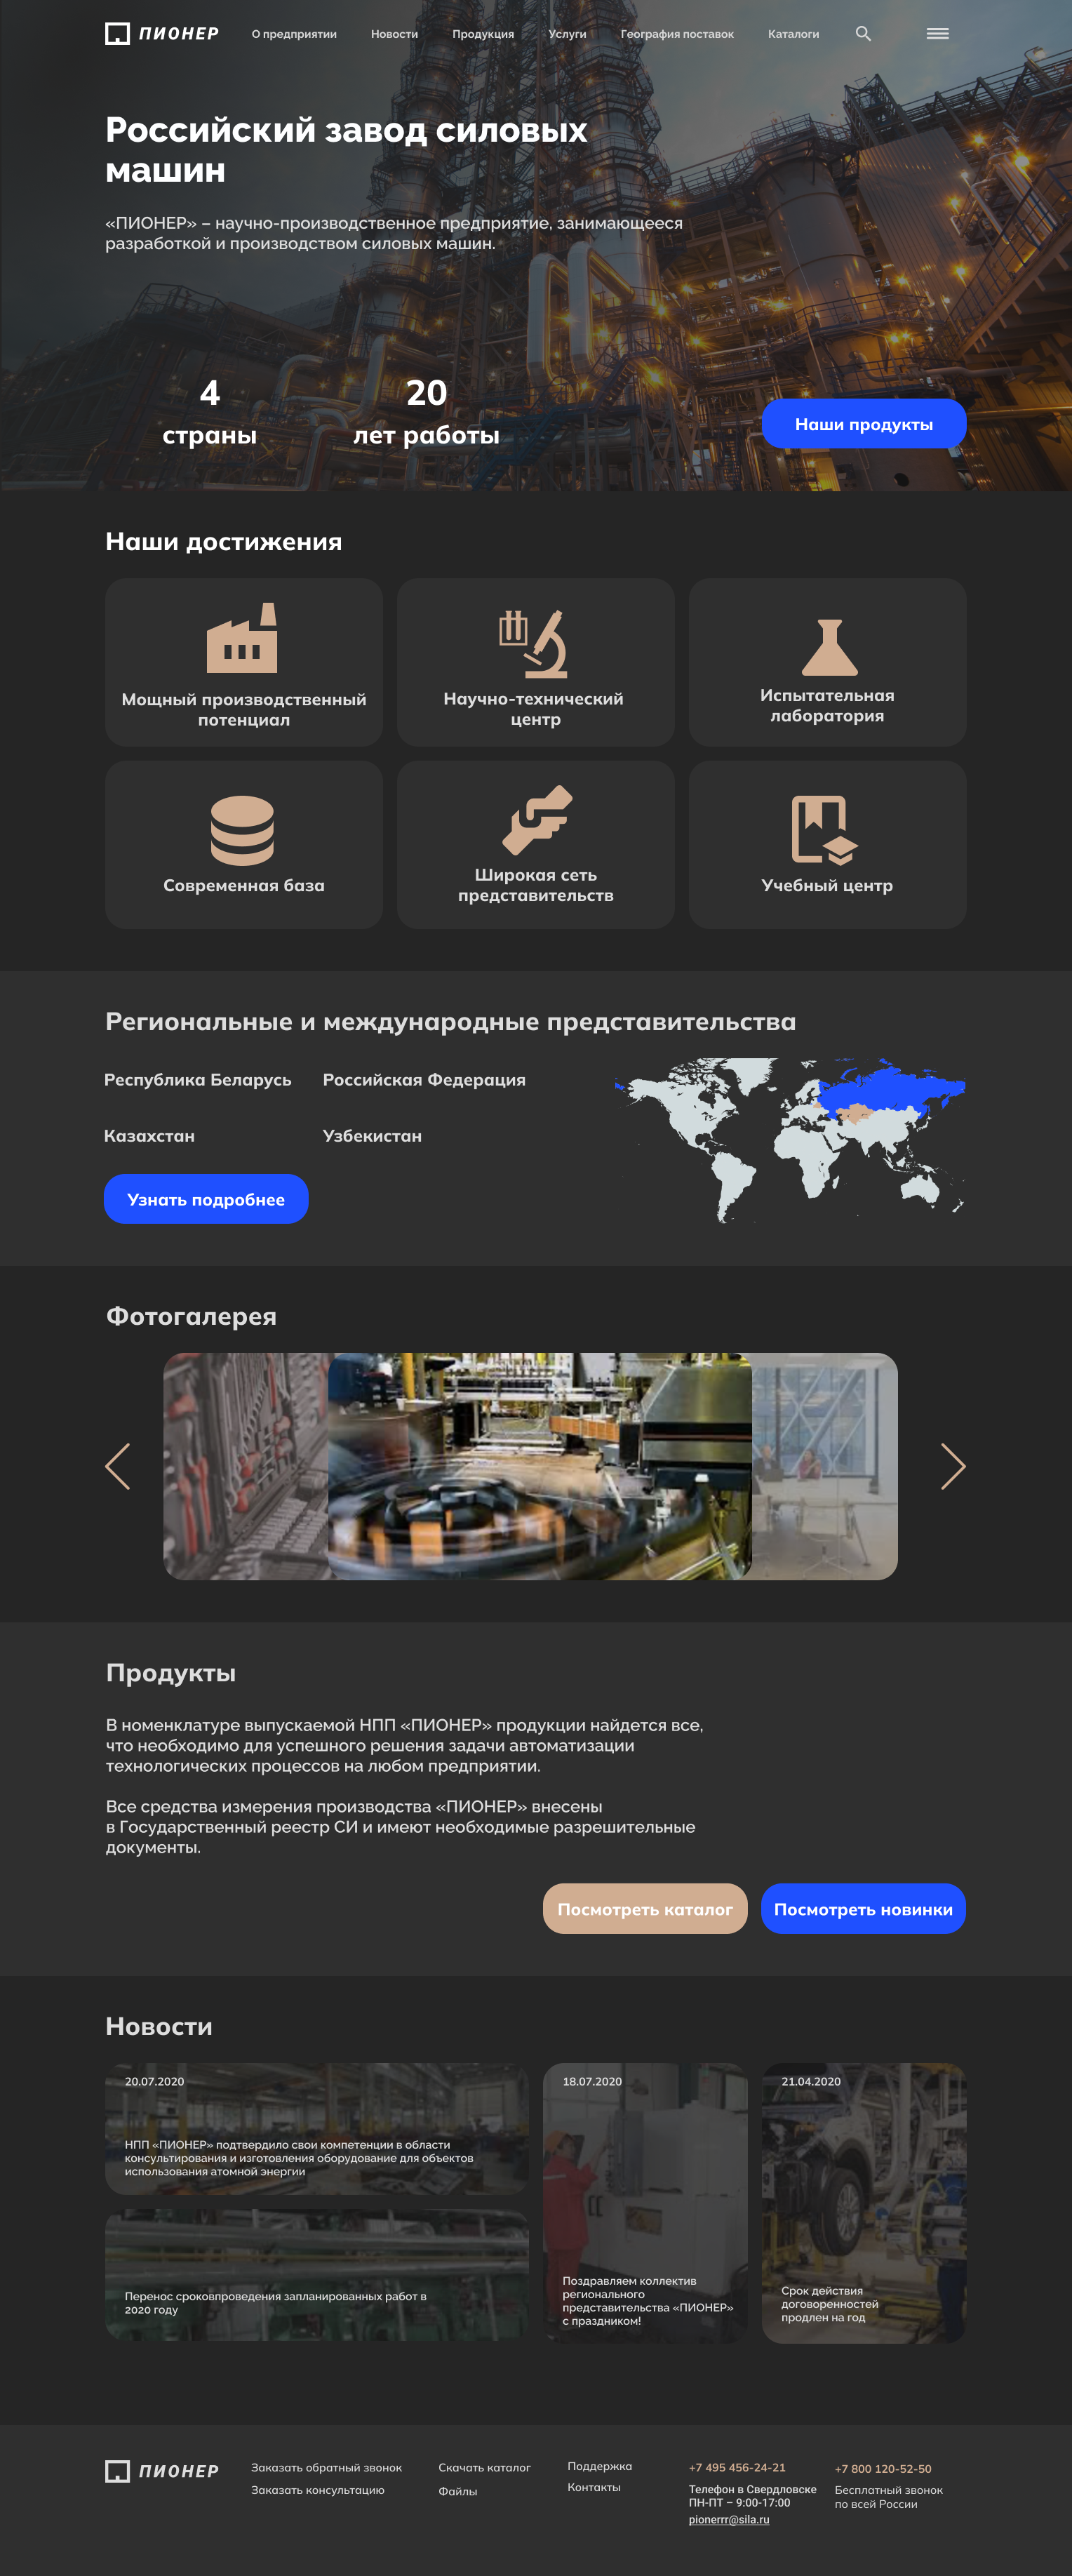 ПИОНЕР
О предприятии
Новости
Продукция
Услуги
География поставок
Каталоги
Российский завод силовых
машин
«ПИОНЕР» – научно-производственное предприятие, занимающееся
разработкой и производством силовых машин.
4
страны
20
лет работы
Наши продукты
Наши достижения
Мощный производственный
потенциал
Научно-технический
центр
Испытательная
лаборатория
Современная база
Широкая сеть
представительств
Учебный центр
Региональные и международные представительства
Республика Беларусь
Российская Федерация
Казахстан
Узбекистан
Узнать подробнее
Фотогалерея
Продукты
В номенклатуре выпускаемой НПП «ПИОНЕР» продукции найдется все,
что необходимо для успешного решения задачи автоматизации
технологических процессов на любом предприятии.
Все средства измерения производства «ПИОНЕР» внесены
в Государственный реестр СИ и имеют необходимые разрешительные
документы.
Посмотреть каталог
Посмотреть новинки
Новости
20.07.2020
НПП «ПИОНЕР» подтвердило свои компетенции в области
консультирования и изготовления оборудование для объектов
использования атомной энергии
Перенос сроковпроведения запланированных работ в
2020 году
18.07.2020
Поздравляем коллектив
регионального
представительства «ПИОНЕР»
с праздником!
21.04.2020
Срок действия
договоренностей
продлен на год
ПИОНЕР
Заказать обратный звонок
Заказать консультацию
Скачать каталог
Файлы
Поддержка
Контакты
+7 495 456-24-21
Телефон в Свердловске
ПН-ПТ – 9:00-17:00
pionerrr@sila.ru
+7 800 120-52-50
Бесплатный звонок
по всей России